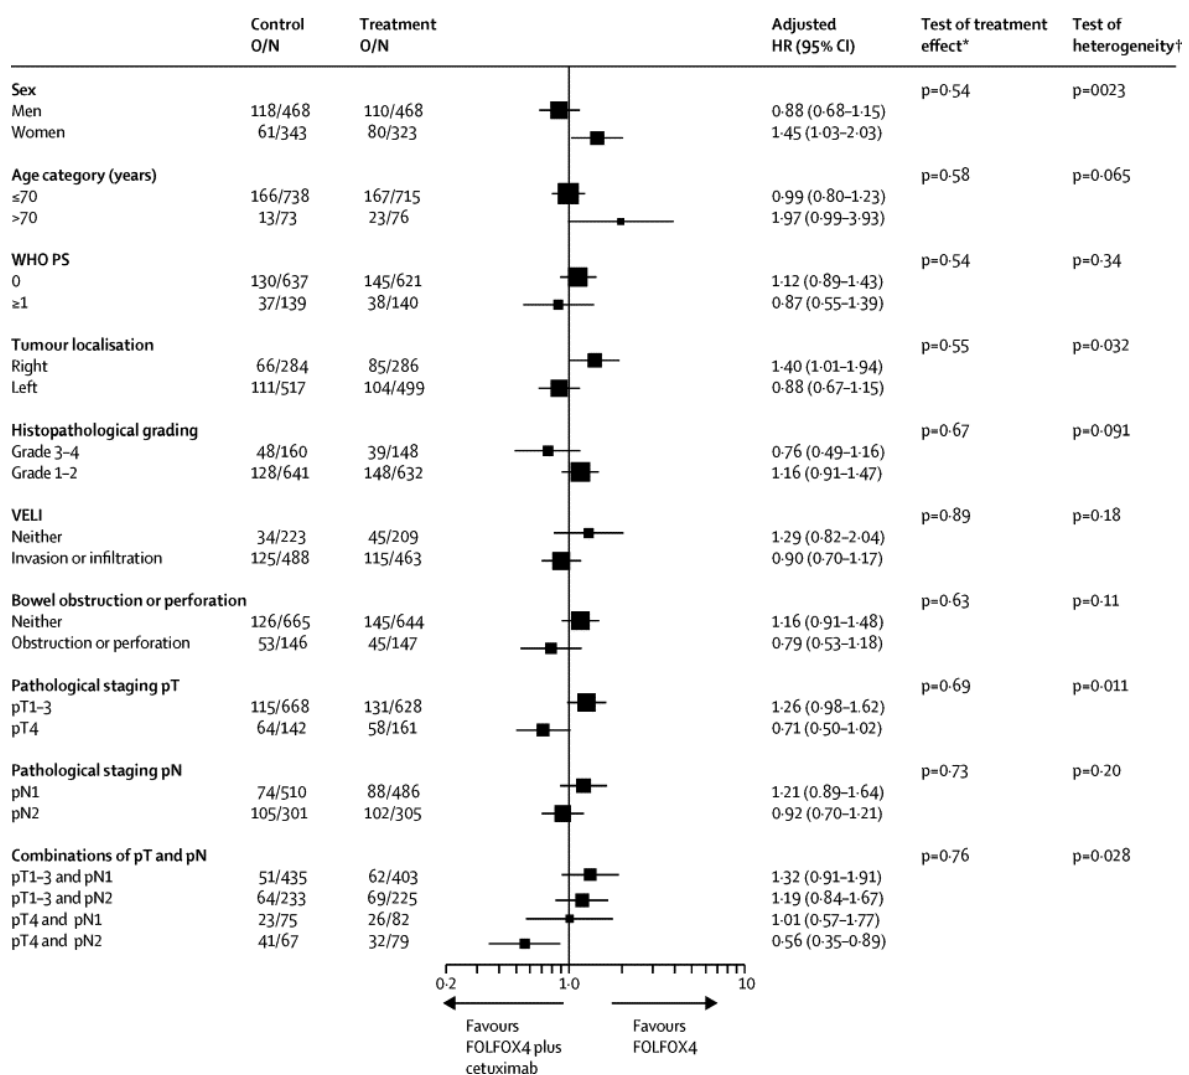 Control Treatment Adjusted Test of treatment Test of
O/N O/N HR (95% CI) effect* heterogeneity†
Sex p=0·54 p=0023
Men 118/468 110/468 0·88 (0·68–1·15)
Women 61/343 80/323 1·45 (1·03–2·03)
Age category (years) p=0·58 p=0·065
≤70 166/738 167/715 0·99 (0·80–1·23)
>70 13/73 23/76 1·97 (0·99–3·93)
WHO PS p=0·54 p=0·34
0 130/637 145/621 1·12 (0·89–1·43)
≥1 37/139 38/140 0·87 (0·55–1·39)
Tumour localisation p=0·55 p=0·032
Right 66/284 85/286 1·40 (1·01–1·94)
Left 111/517 104/499 0·88 (0·67–1·15)
Histopathological grading p=0·67 p=0·091
Grade 3–4 48/160 39/148 0·76 (0·49–1·16)
Grade 1–2 128/641 148/632 1·16 (0·91–1·47)
VELI p=0·89 p=0·18
Neither 34/223 45/209 1·29 (0·82–2·04)
Invasion or infiltration 125/488 115/463 0·90 (0·70–1·17)
Bowel obstruction or perforation p=0·63 p=0·11
Neither 126/665 145/644 1·16 (0·91–1·48)
Obstruction or perforation 53/146 45/147 0·79 (0·53–1·18)
Pathological staging pT p=0·69 p=0·011
pT1–3 115/668 131/628 1·26 (0·98–1·62)
pT4 64/142 58/161 0·71 (0·50–1·02)
Pathological staging pN p=0·73 p=0·20
pN1 74/510 88/486 1·21 (0·89–1·64)
pN2 105/301 102/305 0·92 (0·70–1·21)
Combinations of pT and pN p=0·76 p=0·028
pT1–3 and pN1 51/435 62/403 1·32 (0·91–1·91)
pT1–3 and pN2 64/233 69/225 1·19 (0·84–1·67)
pT4 and pN1 23/75 26/82 1·01 (0·57–1·77)
pT4 and pN2 41/67 32/79 0·56 (0·35–0·89)
0·2 1·0 10
Favours Favours
FOLFOX4 plus FOLFOX4
cetuximab